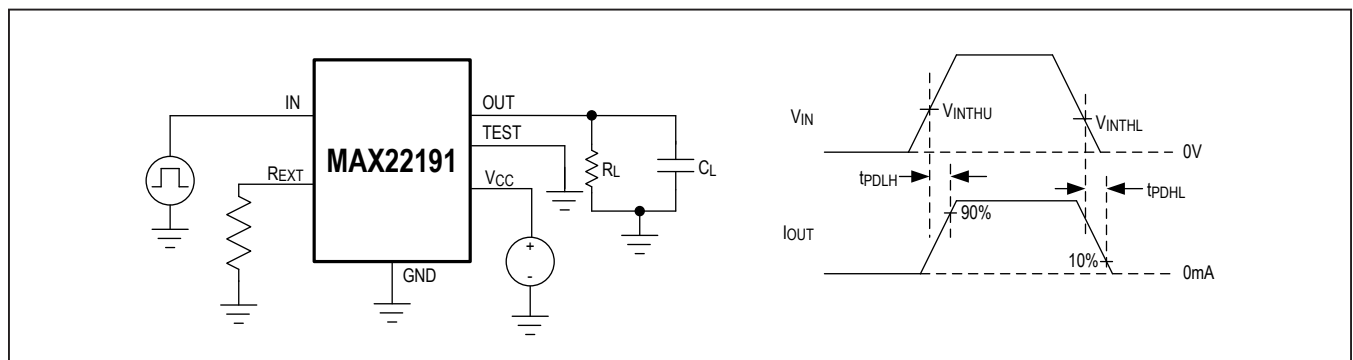 IN
OUT
TEST
MAX22191
REXT
VCC
RL
CL
+
-
GND
VIN
VINTHU
VINTHL
0V
tPDLH
tPDHL
90%
IOUT
10%
0mA